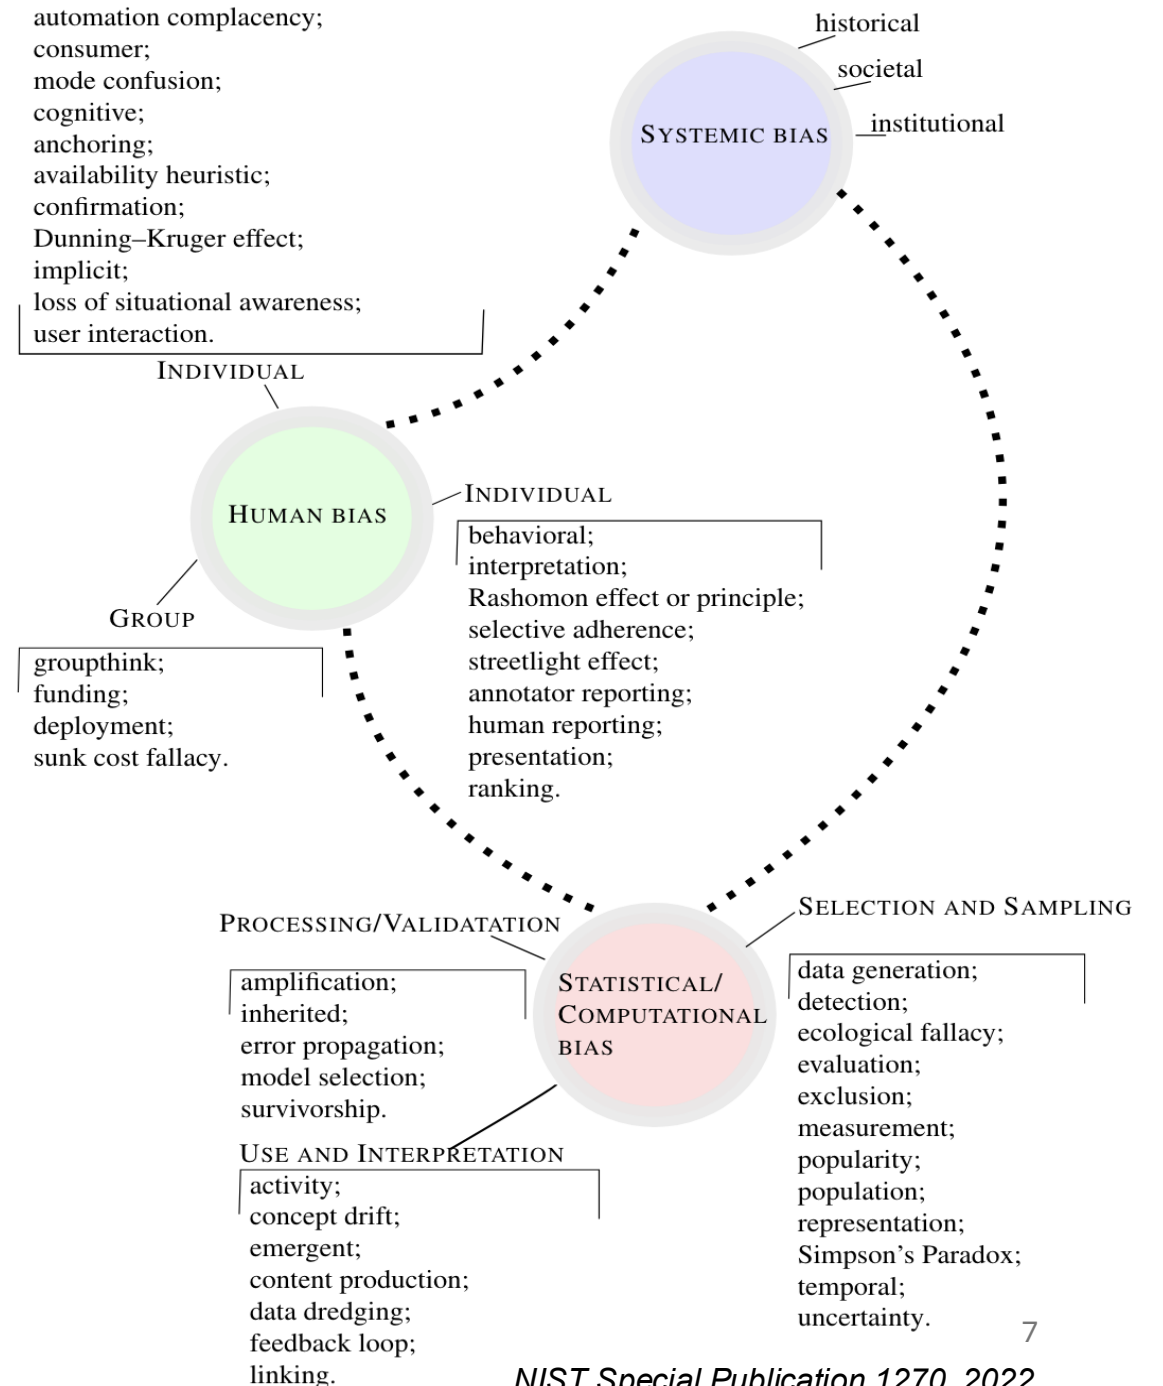 automation complacency;
consumer;
mode confusion;
cognitive;
anchoring;
availability heuristic;
confirmation;
Dunning–Kruger effect;
implicit;
loss of situational awareness;
user interaction.
INDIVIDUAL
historical
societal
institutional
SYSTEMIC BIAS
HUMAN BIAS
INDIVIDUAL
behavioral;
interpretation;
Rashomon effect or principle;
selective adherence;
streetlight effect;
annotator reporting;
human reporting;
presentation;
ranking.
GROUP
groupthink;
funding;
deployment;
sunk cost fallacy.
PROCESSING/VALIDATATION
amplification;
inherited;
error propagation;
model selection;
survivorship.
STATISTICAL/
COMPUTATIONAL
BIAS
SELECTION AND SAMPLING
data generation;
detection;
ecological fallacy;
evaluation;
exclusion;
measurement;
popularity;
population;
representation;
Simpson’s Paradox;
temporal;
uncertainty.
USE AND INTERPRETATION
activity;
concept drift;
emergent;
content production;
data dredging;
feedback loop;
linking.
7
NIST Special Publication 1270, 2022